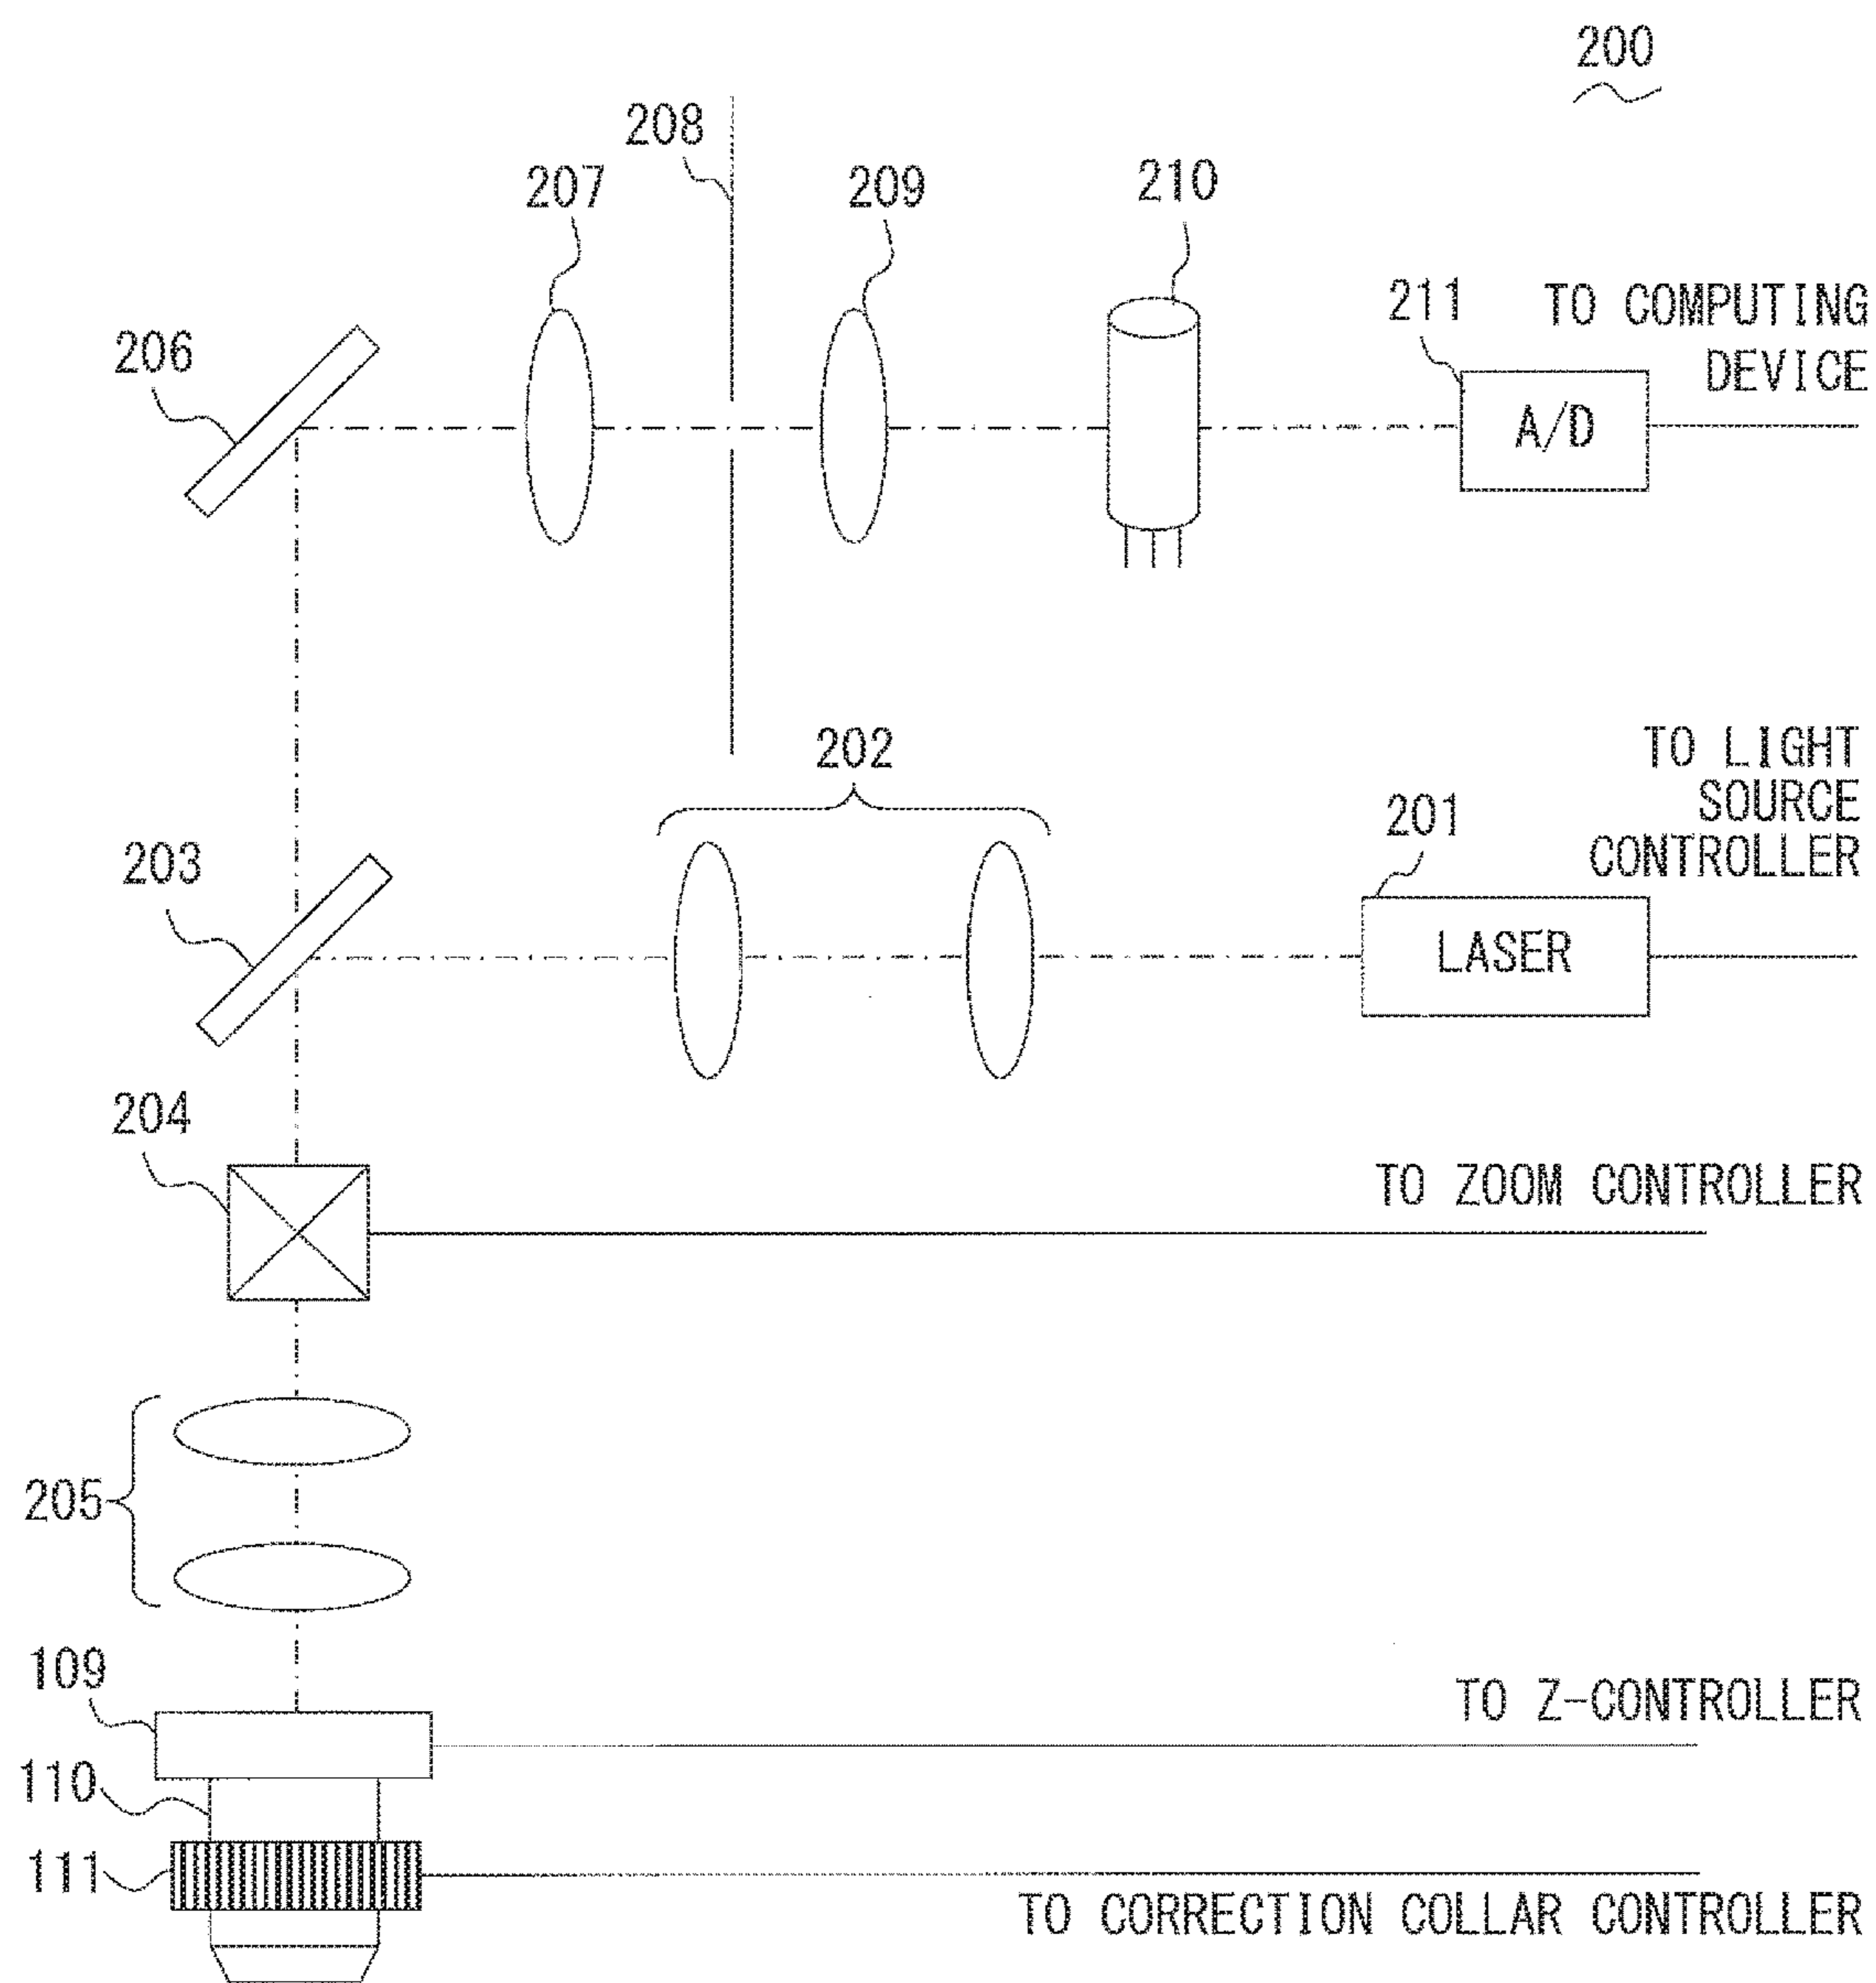 200
208
207
209
210
211
TO COMPUTING
DEVICE
206
A/D
202
TO LIGHT
SOURCE
CONTROLLER
201
203
LASER
204
TO ZOOM CONTROLLER
205
109
TO Z-CONTROLLER
110
111
TO CORRECTION COLLAR CONTROLLER